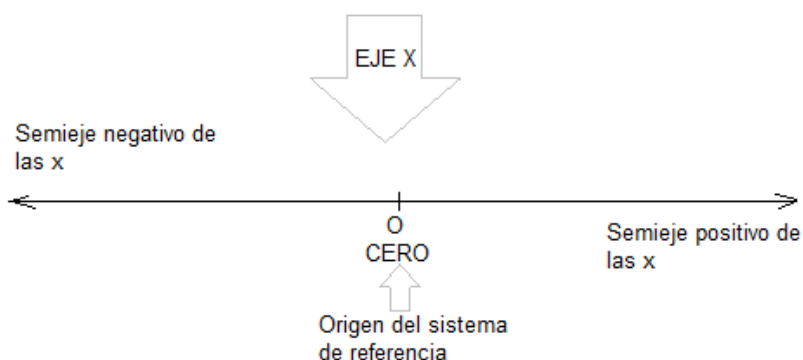 EJE X
Semieje negativo de
las x
O
CERO
Semieje positivo de
las x
Origen del sistema
de referencia